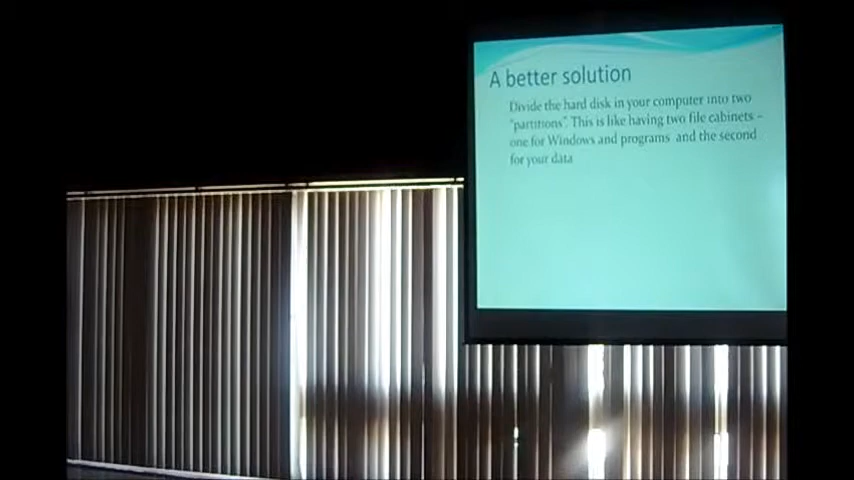 A better solution
Divide the hard disk in your computer into two
"partitions". This is like having two file cabinets –
one for Windows and programs and the second
for your data